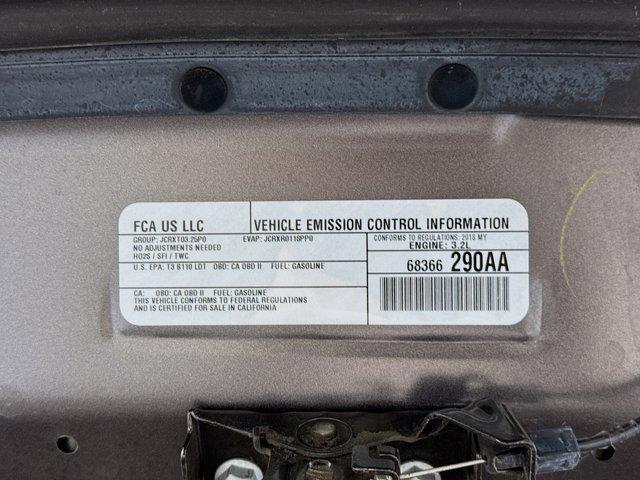 FCA US LLC
VEHICLE EMISSION CONTROL INFORMATION
GROUP: JCRXT03.25P0 EVAP: JCRXR0118PP0
NO ADJUSTMENTS NEEDED
HO2S / SFI / TWC
CONFORMS TO REGULATIONS: 2018 MY
ENGINE: 3.2L
U.S. EPA: T3 B110 LDT OBD: CA OBD II FUEL: GASOLINE
68366 290AA
CA: OBD: CA OBD II FUEL: GASOLINE
THIS VEHICLE CONFORMS TO FEDERAL REGULATIONS
AND IS CERTIFIED FOR SALE IN CALIFORNIA